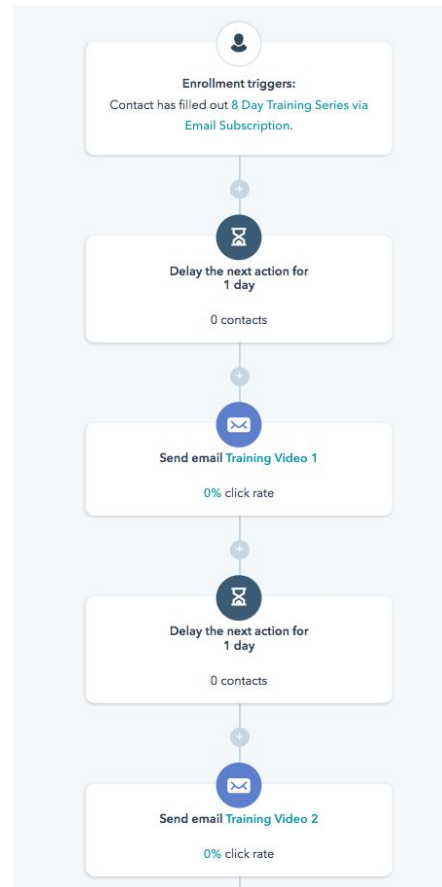 Enrollment triggers:
Contact has filled out 8 Day Training Series via
Email Subscription.
Delay the next action for
1 day
0 contacts
Send email Training Video 1
0% click rate
Delay the next action for
1 day
0 contacts
Send email Training Video 2
0% click rate